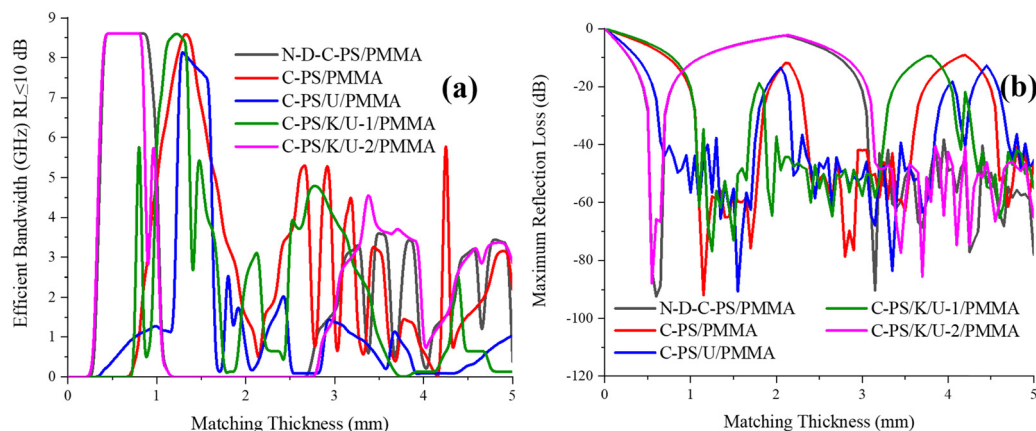 9
8
7
6
5
4
3
2
1
0
Efficient Bandwidth (GHz) RL≤10 dB
N-D-C-PS/PMMA
C-PS/PMMA
C-PS/U/PMMA
C-PS/K/U-1/PMMA
C-PS/K/U-2/PMMA
(a)
0 1 2 3 4 5
Matching Thickness (mm)
0
-20
-40
-60
-80
-100
-120
Maximum Reflection Loss (dB)
(b)
N-D-C-PS/PMMA C-PS/K/U-1/PMMA
C-PS/PMMA C-PS/K/U-2/PMMA
C-PS/U/PMMA
0 1 2 3 4 5
Matching Thickness (mm)